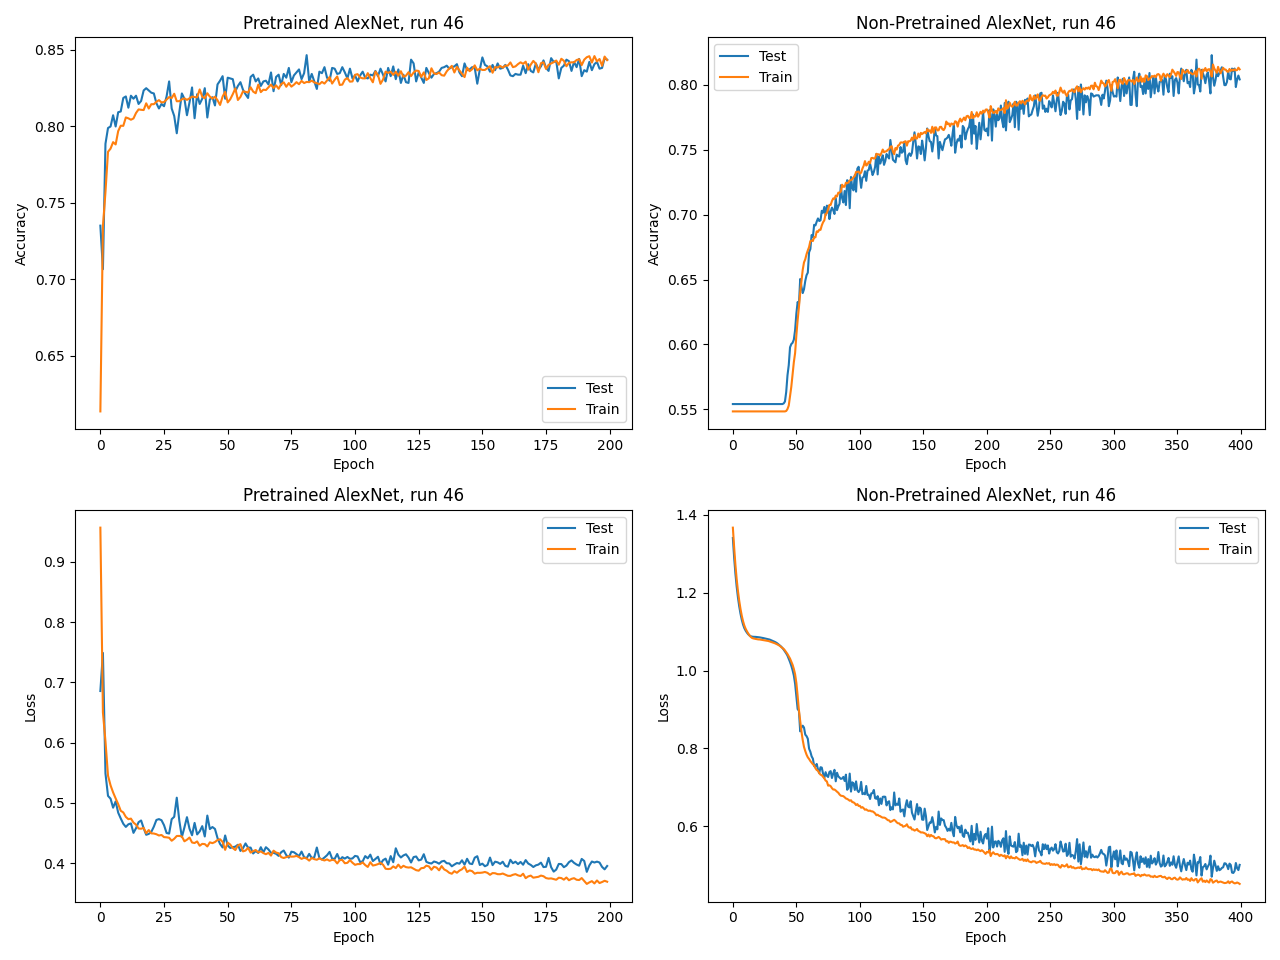 Pretrained AlexNet, run 46
0.85
0.80
0.75
0.70
0.65
Accuracy
Test
Train
0 25 50 75 100 125 150 175 200
Epoch
Non-Pretrained AlexNet, run 46
Test
Train
0.80
0.75
0.70
0.65
0.60
0.55
Accuracy
0 50 100 150 200 250 300 350 400
Epoch
Pretrained AlexNet, run 46
Test
Train
0.9
0.8
0.7
0.6
0.5
0.4
Loss
0 25 50 75 100 125 150 175 200
Epoch
Non-Pretrained AlexNet, run 46
Test
Train
1.4
1.2
1.0
0.8
0.6
Loss
0 50 100 150 200 250 300 350 400
Epoch